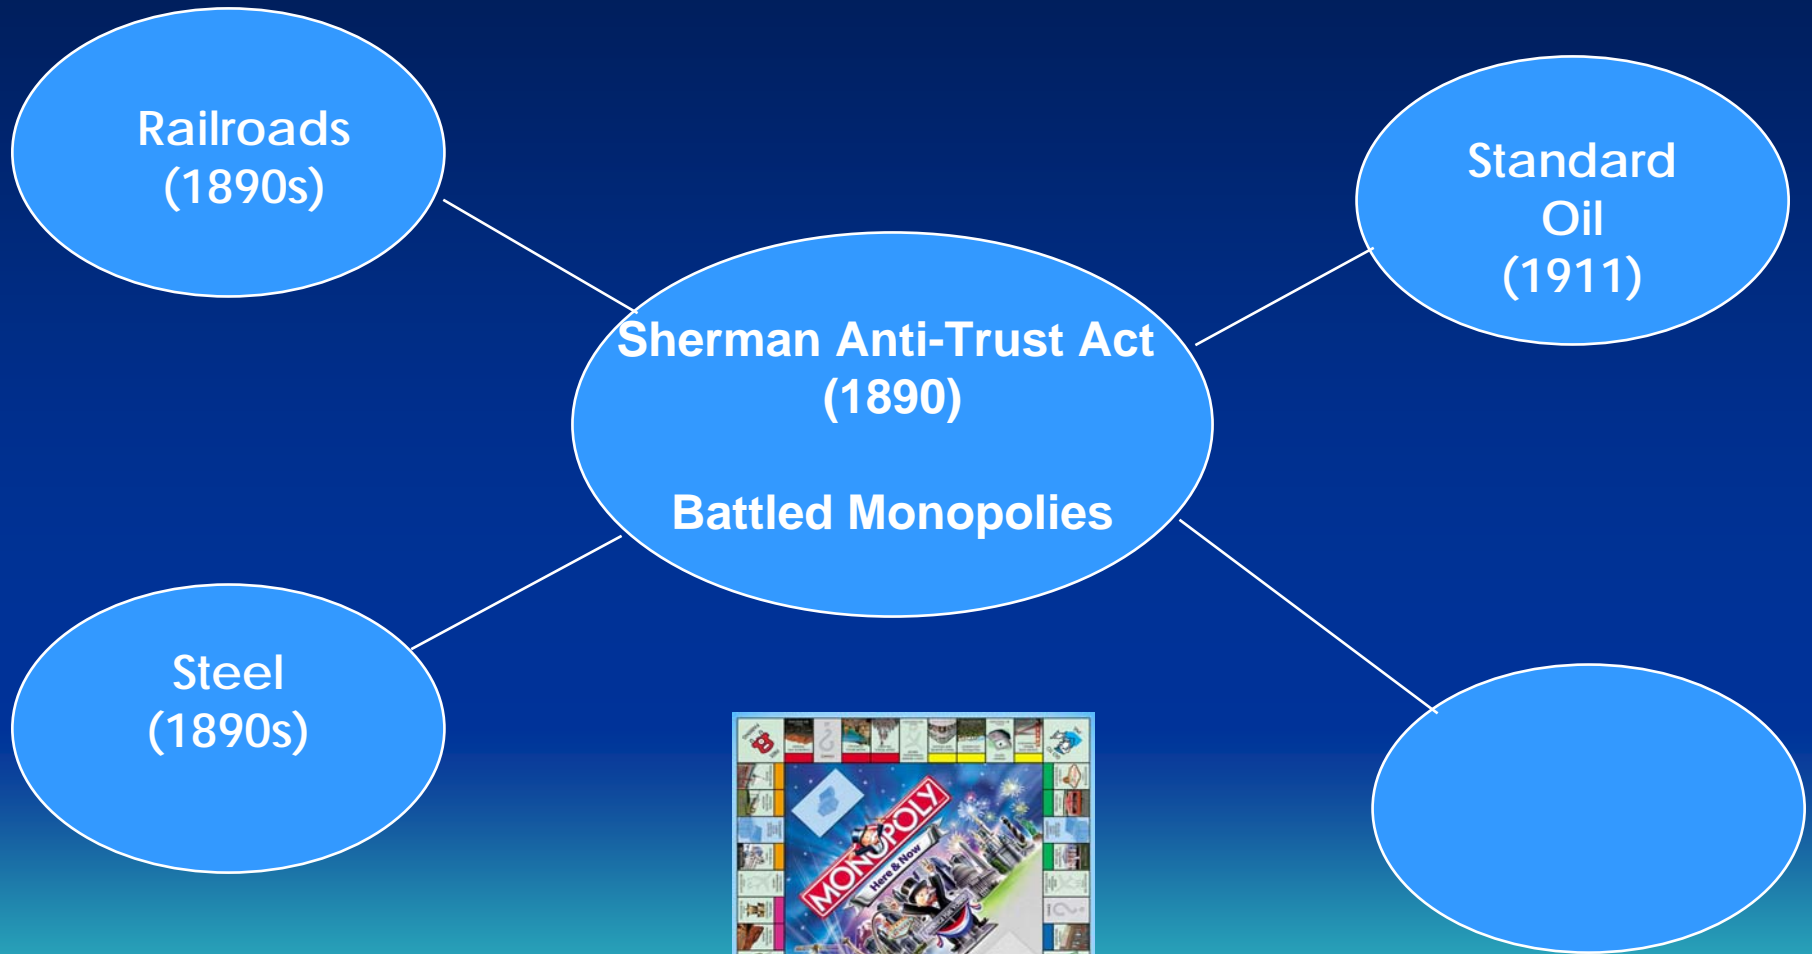 Railroads
(1890s)
Standard
Oil
(1911)
Sherman Anti-Trust Act
(1890)
Battled Monopolies
Steel
(1890s)
MONOPOLY
Here & Now